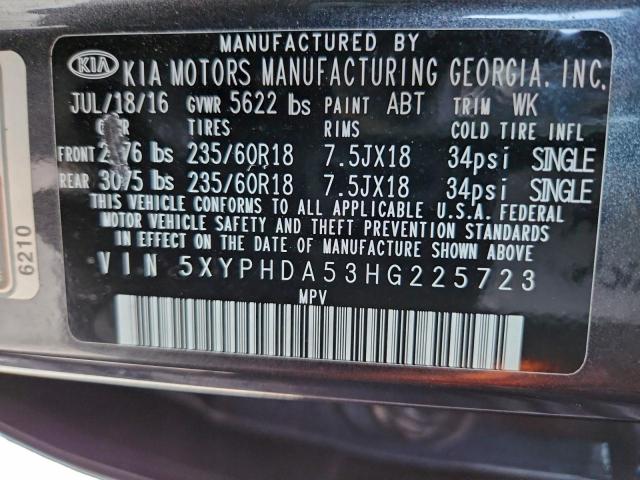 MANUFACTURED BY
KIA KIA MOTORS MANUFACTURING GEORGIA, INC.
JUL/18/16 GVWR 5622 lbs PAINT ABT TRIM WK
TIRES RIMS COLD TIRE INFL
FRONT lbs 235/60R18 7.5JX18 34psi SINGLE
REAR 3075 lbs 235/60R18 7.5JX18 34psi SINGLE
THIS VEHICLE CONFORMS TO ALL APPLICABLE U.S.A. FEDERAL
MOTOR VEHICLE SAFETY AND THEFT PREVENTION STANDARDS
IN EFFECT ON THE DATE OF MANUFACTURE SHOWN ABOVE
VIN 5XYPHDA53HG225723
MPV
6210